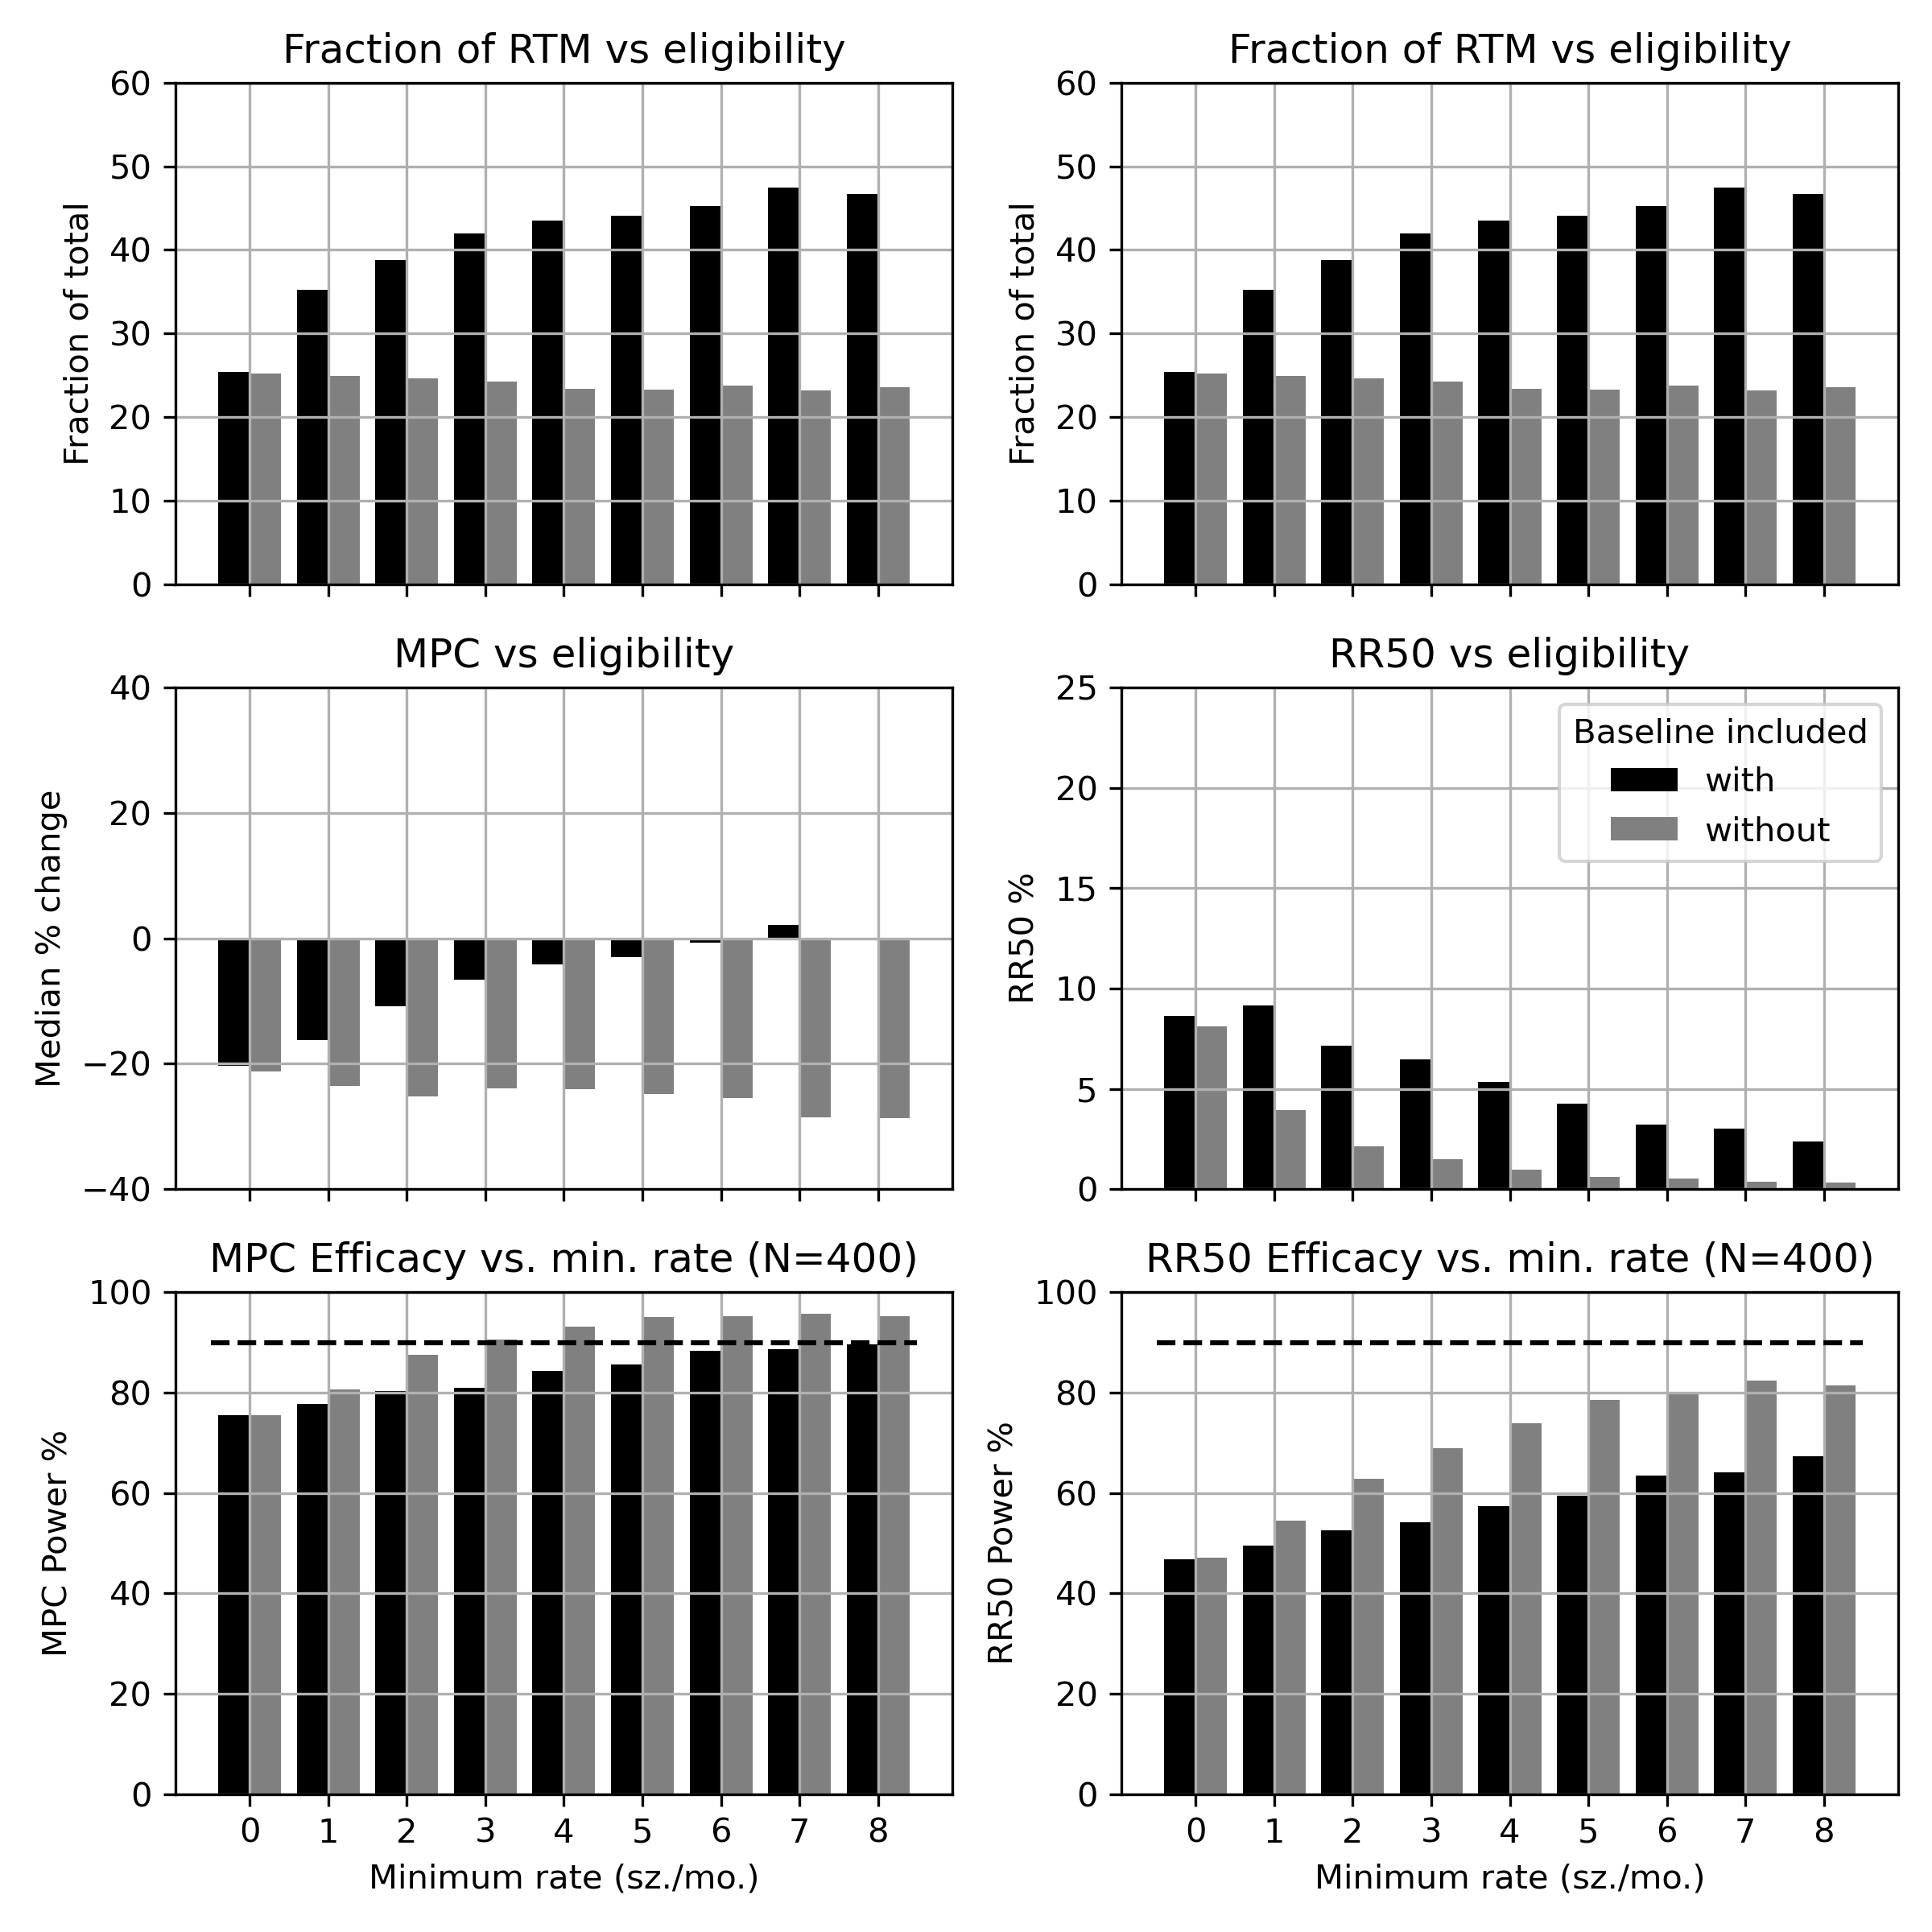 Fraction of RTM vs eligibility
Fraction of total
60
50
40
30
20
10
0
Fraction of RTM vs eligibility
Fraction of total
60
50
40
30
20
10
0
MPC vs eligibility
Median % change
40
20
0
−20
−40
RR50 vs eligibility
RR50 %
25
20
15
10
5
0
Baseline included
with
without
MPC Efficacy vs. min. rate (N=400)
MPC Power %
100
80
60
40
20
0
0 1 2 3 4 5 6 7 8
Minimum rate (sz./mo.)
RR50 Efficacy vs. min. rate (N=400)
RR50 Power %
100
80
60
40
20
0
0 1 2 3 4 5 6 7 8
Minimum rate (sz./mo.)